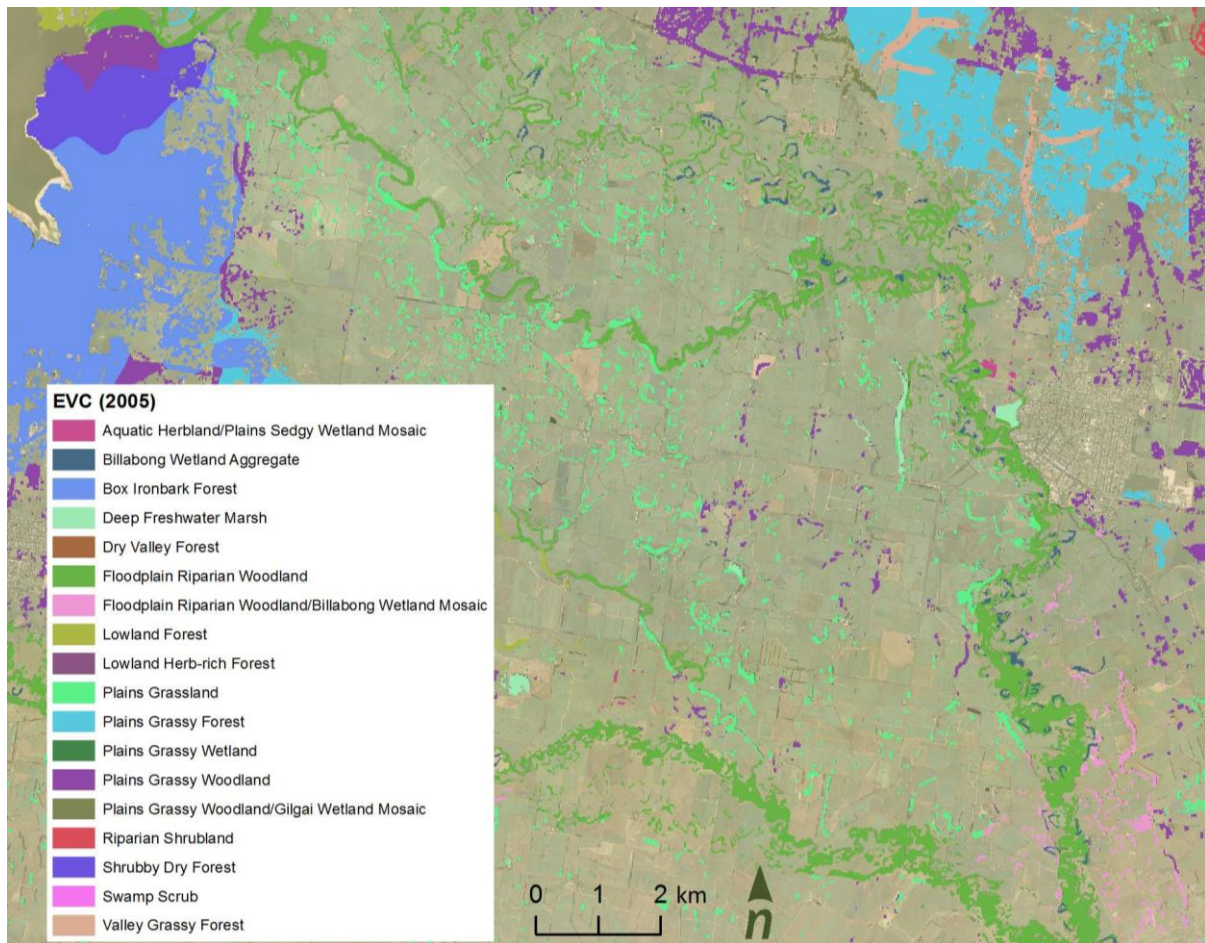 EVC (2005)
Aquatic Herbland/Plains Sedgy Wetland Mosaic
Billabong Wetland Aggregate
Box Ironbark Forest
Deep Freshwater Marsh
Dry Valley Forest
Floodplain Riparian Woodland
Floodplain Riparian Woodland/Billabong Wetland Mosaic
Lowland Forest
Lowland Herb-rich Forest
Plains Grassland
Plains Grassy Forest
Plains Grassy Wetland
Plains Grassy Woodland
Plains Grassy Woodland/Gilgai Wetland Mosaic
Riparian Shrubland
Shrubby Dry Forest
Swamp Scrub
Valley Grassy Forest
0 1 2 km
n